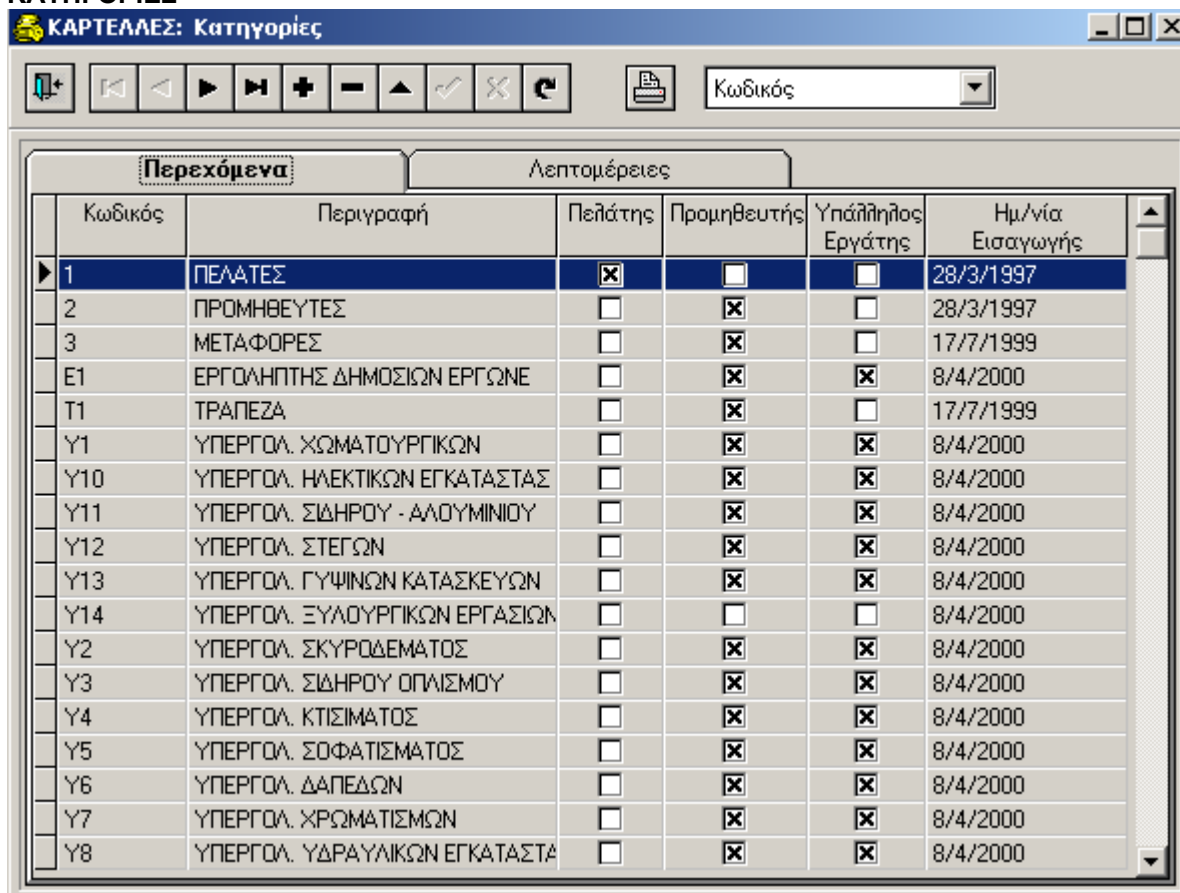 ΚΑΡΤΕΛΛΕΣ: Κατηγορίες
Κωδικός
Περεχόμενα Λεπτομέρειες
Κωδικός Περιγραφή Πελάτης Προμηθευτής Υπάλληλος Εργάτης Ημ/νία Εισαγωγής
1 ΠΕΛΑΤΕΣ 28/3/1997
2 ΠΡΟΜΗΘΕΥΤΕΣ 28/3/1997
3 ΜΕΤΑΦΟΡΕΣ 17/7/1999
Ε1 ΕΡΓΟΛΗΠΤΗΣ ΔΗΜΟΣΙΩΝ ΕΡΓΩΝΕ 8/4/2000
Τ1 ΤΡΑΠΕΖΑ 17/7/1999
Υ1 ΥΠΕΡΓΟΛ. ΧΩΜΑΤΟΥΡΓΙΚΩΝ 8/4/2000
Υ10 ΥΠΕΡΓΟΛ. ΗΛΕΚΤΙΚΩΝ ΕΓΚΑΤΑΣΤΑΣ 8/4/2000
Υ11 ΥΠΕΡΓΟΛ. ΣΙΔΗΡΟΥ - ΑΛΟΥΜΙΝΙΟΥ 8/4/2000
Υ12 ΥΠΕΡΓΟΛ. ΣΤΕΓΩΝ 8/4/2000
Υ13 ΥΠΕΡΓΟΛ. ΓΥΨΙΝΩΝ ΚΑΤΑΣΚΕΥΩΝ 8/4/2000
Υ14 ΥΠΕΡΓΟΛ. ΞΥΛΟΥΡΓΙΚΩΝ ΕΡΓΑΣΙΩΝ 8/4/2000
Υ2 ΥΠΕΡΓΟΛ. ΣΚΥΡΟΔΕΜΑΤΟΣ 8/4/2000
Υ3 ΥΠΕΡΓΟΛ. ΣΙΔΗΡΟΥ ΟΠΛΙΣΜΟΥ 8/4/2000
Υ4 ΥΠΕΡΓΟΛ. ΚΤΙΣΙΜΑΤΟΣ 8/4/2000
Υ5 ΥΠΕΡΓΟΛ. ΣΟΦΑΤΙΣΜΑΤΟΣ 8/4/2000
Υ6 ΥΠΕΡΓΟΛ. ΔΑΠΕΔΩΝ 8/4/2000
Υ7 ΥΠΕΡΓΟΛ. ΧΡΩΜΑΤΙΣΜΩΝ 8/4/2000
Υ8 ΥΠΕΡΓΟΛ. ΥΔΡΑΥΛΙΚΩΝ ΕΓΚΑΤΑΣΤΑ 8/4/2000